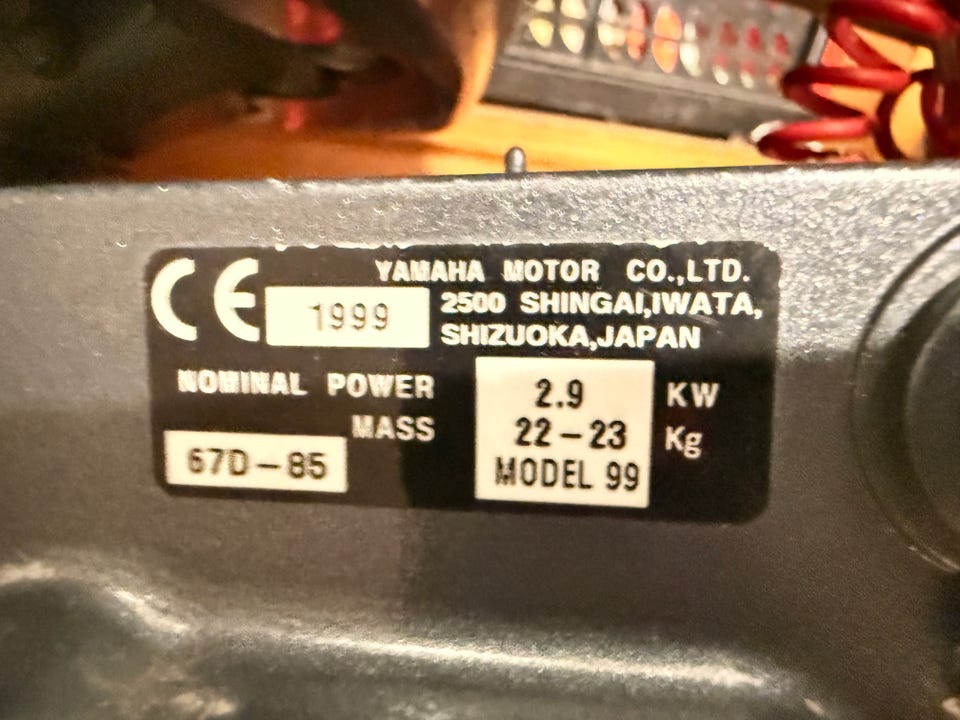 CE 1999 YAMAHA MOTOR CO.,LTD.
2500 SHINGAI,IWATA,
SHIZUOKA,JAPAN
NOMINAL POWER 2.9 KW
MASS 22-23 Kg
67D-85 MODEL 99